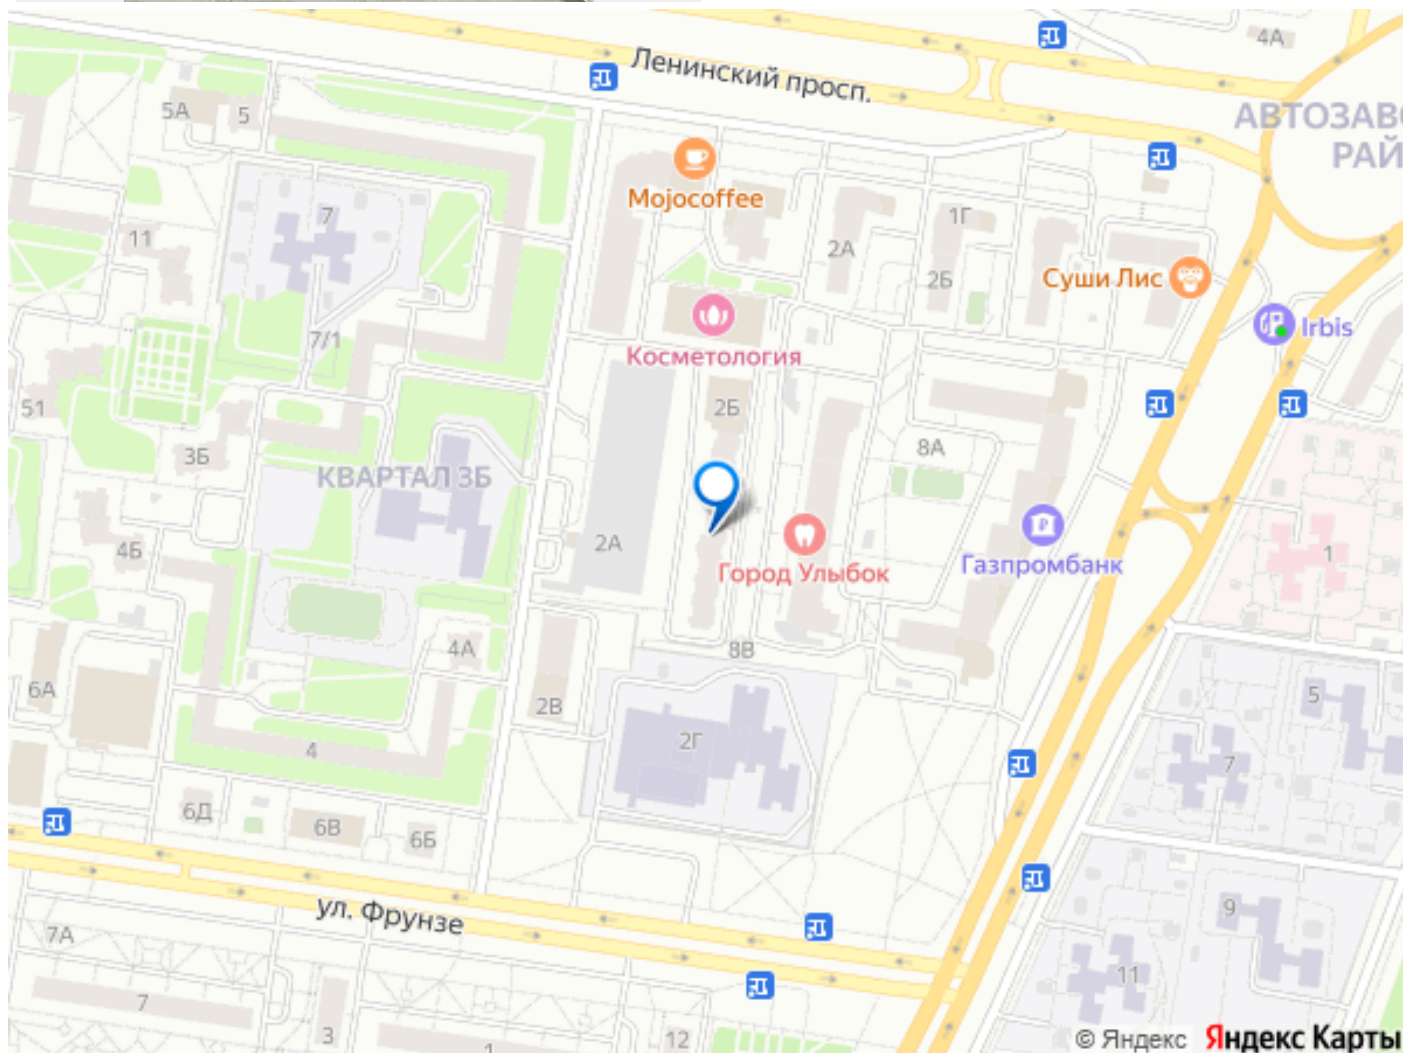 4А
Ленинский просп.
5А
5
АВТОЗАВО
РАЙ
Mojocoffee
7
11
2А
1Г
2Б
Суши Лис
Irbis
7/1
Косметология
51
2Б
3Б
8А
КВАРТАЛ 3Б
4Б
2А
Город Улыбок
Газпромбанк
1
4А
8В
6А
2В
5
4
2Г
7
6Д
6В
6Б
ул. Фрунзе
9
7А
11
7
3
1
12
© Яндекс Яндекс Карты